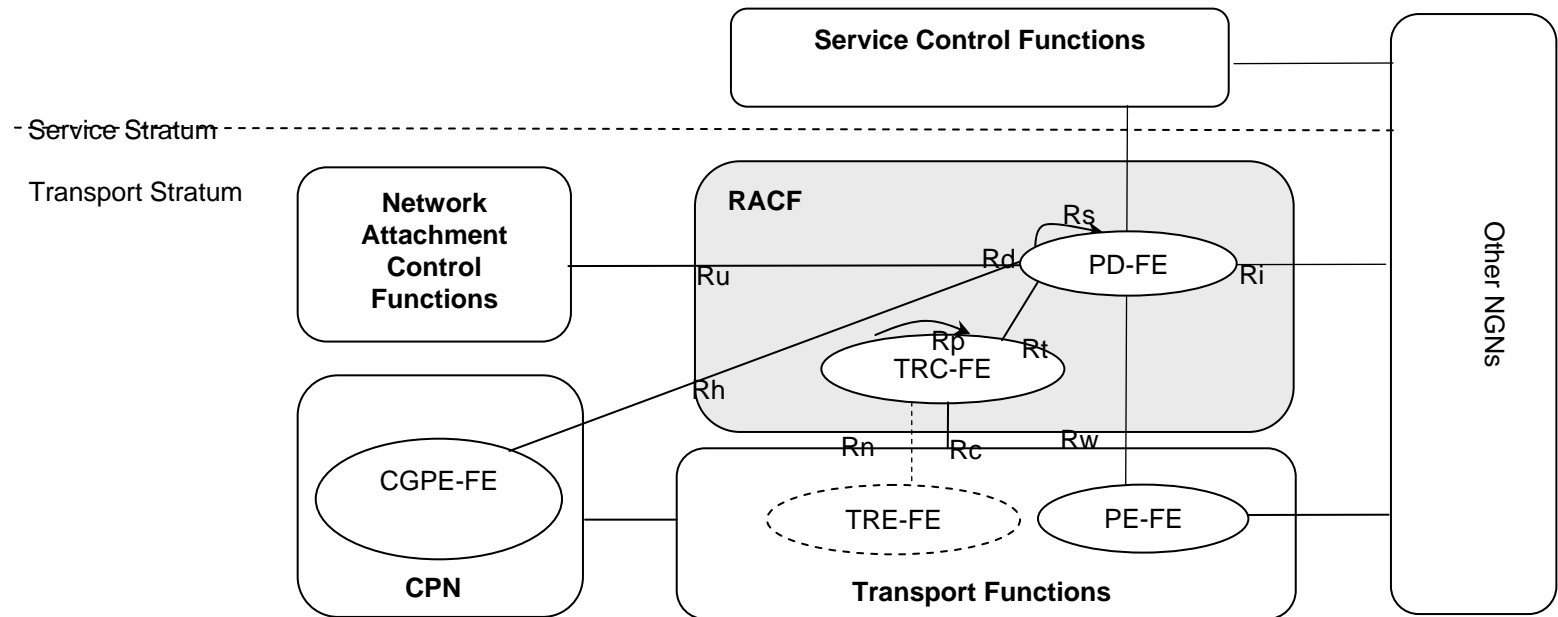 Service Control Functions
Service Stratum
Transport Stratum
Network
Attachment
Control
Functions
RACF
Rs
Rd
PD-FE
Ri
Ru
Other NGNs
Rp
Rt
TRC-FE
Rh
Rn
Rc
Rw
CGPE-FE
TRE-FE
PE-FE
CPN
Transport Functions